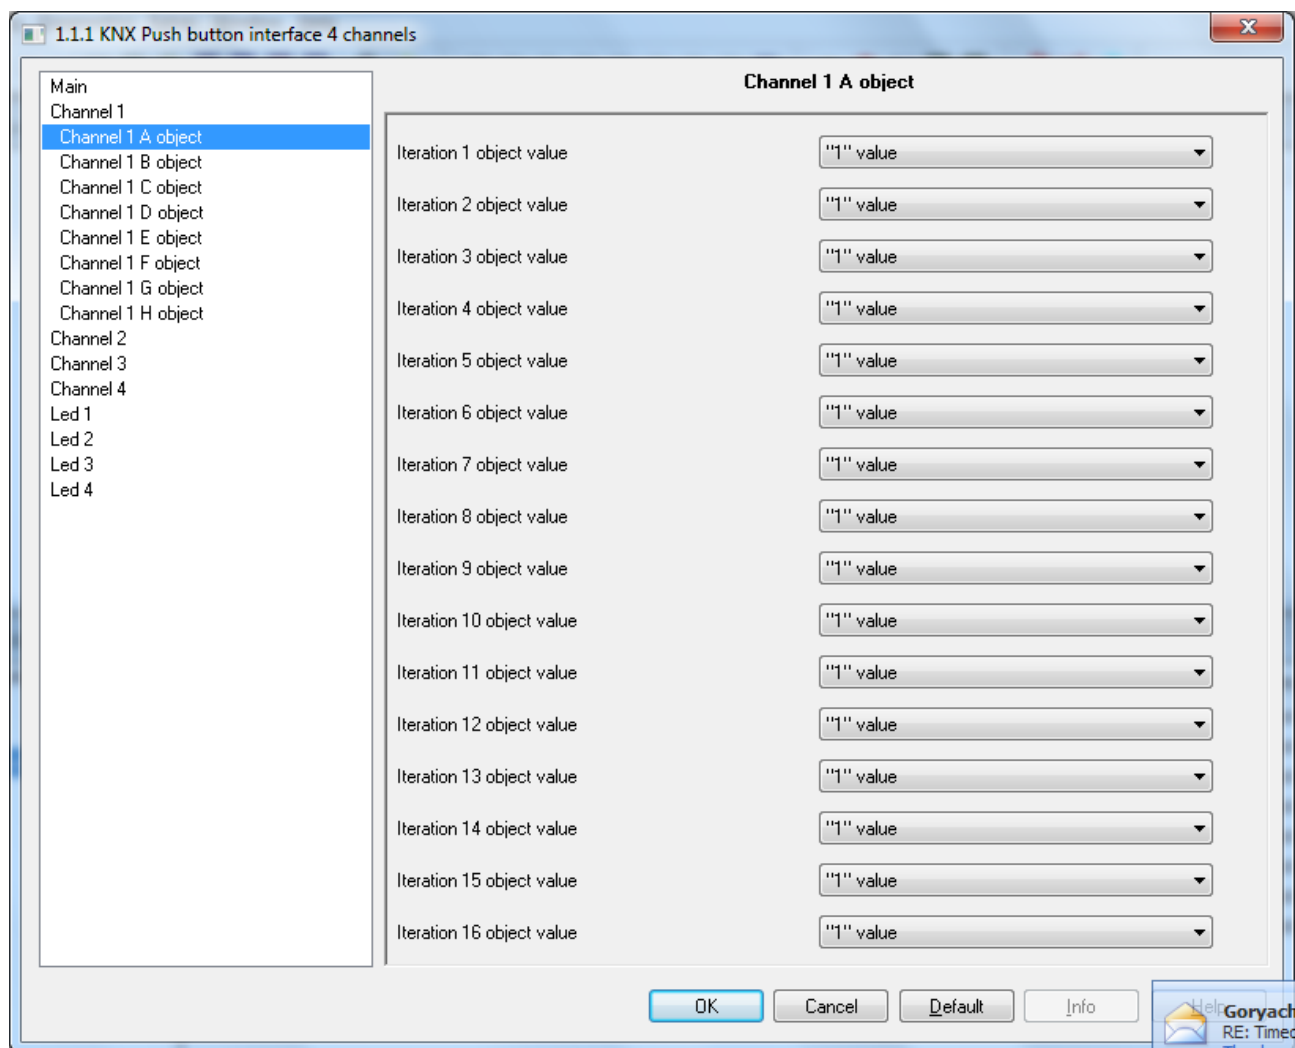 1.1.1 KNX Push button interface 4 channels
Main
Channel 1
Channel 1 A object
Channel 1 B object
Channel 1 C object
Channel 1 D object
Channel 1 E object
Channel 1 F object
Channel 1 G object
Channel 1 H object
Channel 2
Channel 3
Channel 4
Led 1
Led 2
Led 3
Led 4
Channel 1 A object
Iteration 1 object value "1" value
Iteration 2 object value "1" value
Iteration 3 object value "1" value
Iteration 4 object value "1" value
Iteration 5 object value "1" value
Iteration 6 object value "1" value
Iteration 7 object value "1" value
Iteration 8 object value "1" value
Iteration 9 object value "1" value
Iteration 10 object value "1" value
Iteration 11 object value "1" value
Iteration 12 object value "1" value
Iteration 13 object value "1" value
Iteration 14 object value "1" value
Iteration 15 object value "1" value
Iteration 16 object value "1" value
OK Cancel Default Info Help
Goryach
RE: Timec